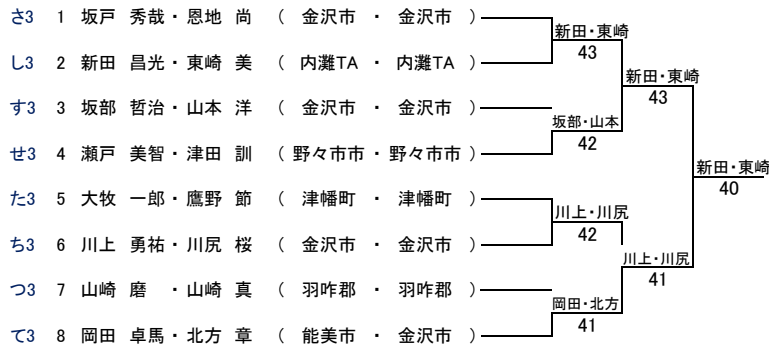 さ3 1 坂戸 秀哉・恩地 尚 ( 金沢市 ・ 金沢市 )
新田・東崎
43
し3 2 新田 昌光・東崎 美 ( 内灘TA ・ 内灘TA )
新田・東崎
43
す3 3 坂部 哲治・山本 洋 ( 金沢市 ・ 金沢市 )
坂部・山本
42
せ3 4 瀬戸 美智・津田 訓 ( 野々市市 ・ 野々市市 )
新田・東崎
40
た3 5 大牧 一郎・鷹野 節 ( 津幡町 ・ 津幡町 )
川上・川尻
42
ち3 6 川上 勇祐・川尻 桜 ( 金沢市 ・ 金沢市 )
川上・川尻
41
つ3 7 山崎 磨 ・山崎 真 ( 羽咋郡 ・ 羽咋郡 )
岡田・北方
41
て3 8 岡田 卓馬・北方 章 ( 能美市 ・ 金沢市 )